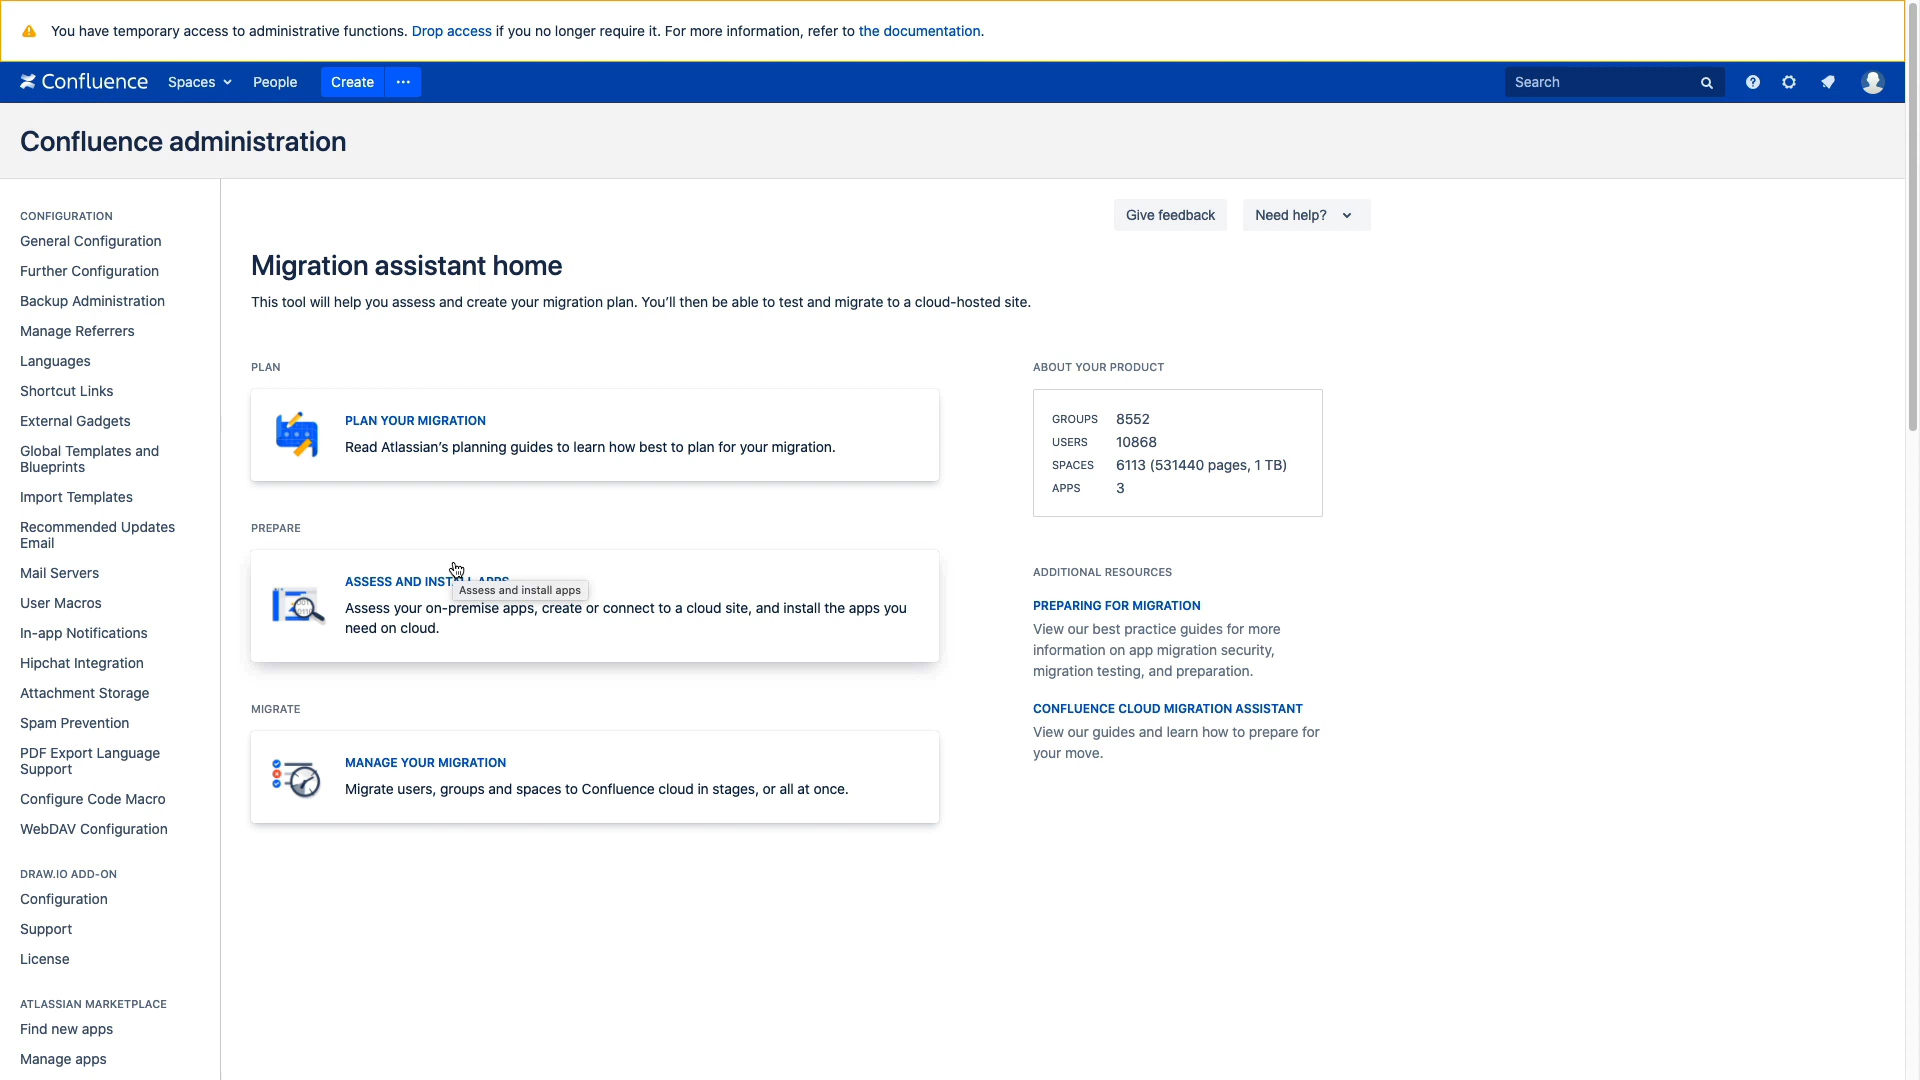 You have temporary access to administrative functions. Drop access if you no longer require it. For more information, refer to the documentation.
Confluence Spaces People Create ··· Search
Confluence administration
CONFIGURATION
General Configuration
Further Configuration
Backup Administration
Manage Referrers
Languages
Shortcut Links
External Gadgets
Global Templates and
Blueprints
Import Templates
Recommended Updates
Email
Mail Servers
User Macros
In-app Notifications
Hipchat Integration
Attachment Storage
Spam Prevention
PDF Export Language
Support
Configure Code Macro
WebDAV Configuration
DRAW.IO ADD-ON
Configuration
Support
License
ATLASSIAN MARKETPLACE
Find new apps
Manage apps
Give feedback
Need help?
Migration assistant home
This tool will help you assess and create your migration plan. You'll then be able to test and migrate to a cloud-hosted site.
PLAN
PLAN YOUR MIGRATION
Read Atlassian's planning guides to learn how best to plan for your migration.
PREPARE
ASSESS AND INSTALL APPS
Assess and install apps
Assess your on-premise apps, create or connect to a cloud site, and install the apps you
need on cloud.
MIGRATE
MANAGE YOUR MIGRATION
Migrate users, groups and spaces to Confluence cloud in stages, or all at once.
ABOUT YOUR PRODUCT
GROUPS 8552
USERS 10868
SPACES 6113 (531440 pages, 1 TB)
APPS 3
ADDITIONAL RESOURCES
PREPARING FOR MIGRATION
View our best practice guides for more
information on app migration security,
migration testing, and preparation.
CONFLUENCE CLOUD MIGRATION ASSISTANT
View our guides and learn how to prepare for
your move.